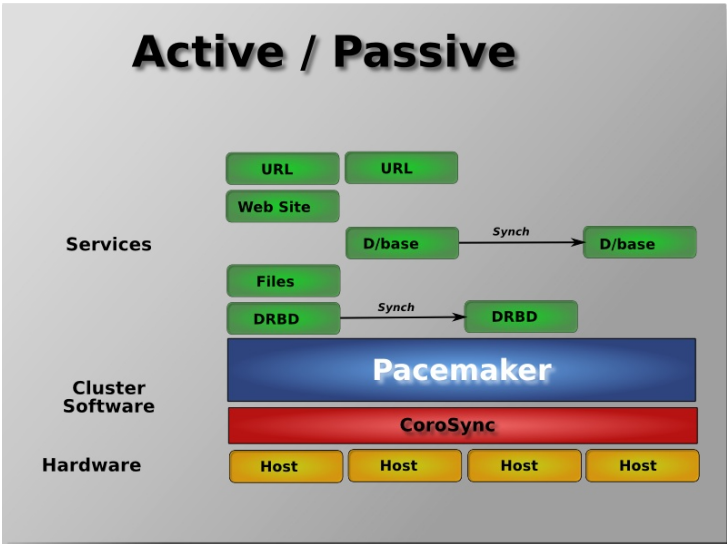 Active / Passive
URL
URL
Web Site
Services
D/base
Synch
D/base
Files
DRBD
Synch
DRBD
Pacemaker
Cluster
Software
CoroSync
Hardware
Host
Host
Host
Host